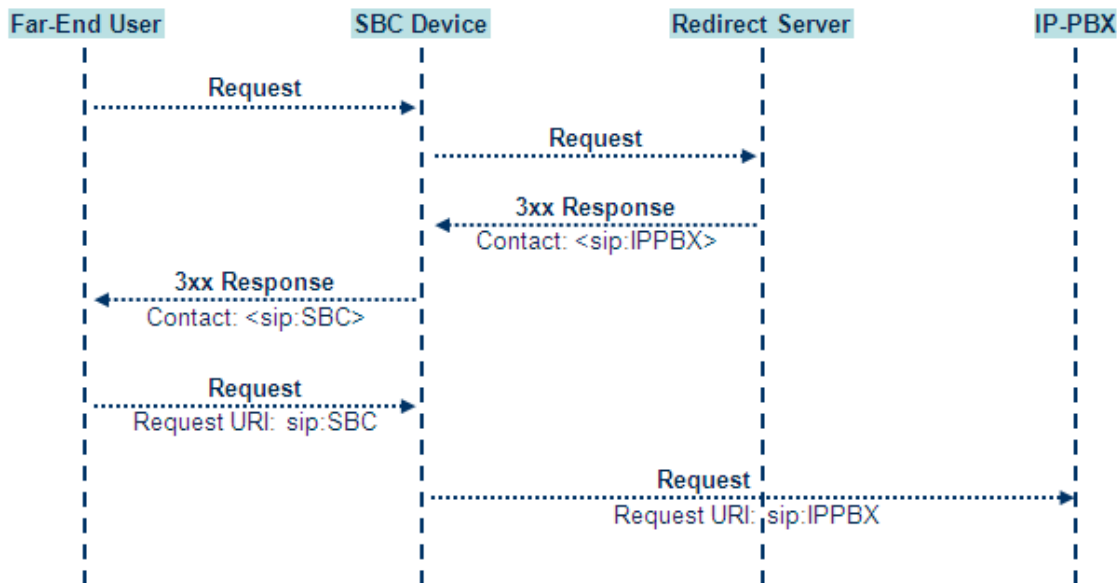 Far-End User SBC Device Redirect Server IP-PBX
Request
Request
3xx Response
Contact: <sip:IPPBX>
3xx Response
Contact: <sip:SBC>
Request
Request URI: sip:SBC
Request
Request URI: sip:IPPBX